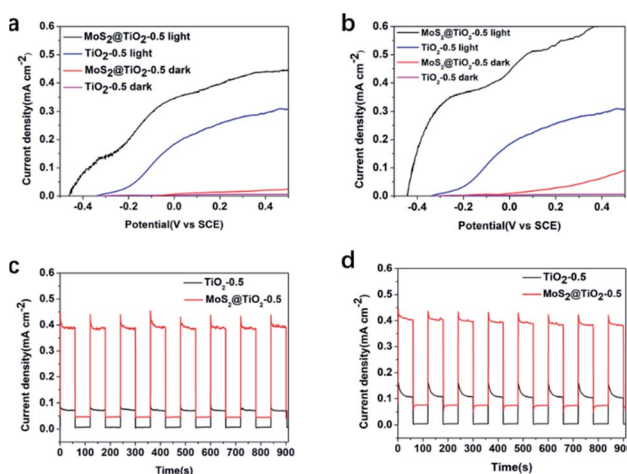 a
MoS2@TiO2-0.5 light
TiO2-0.5 light
MoS2@TiO2-0.5 dark
TiO2-0.5 dark
Current density(mA cm-2)
0.6
0.5
0.4
0.3
0.2
0.1
0.0
-0.4 -0.2 0.0 0.2 0.4
Potential(V vs SCE)
b
MoS2@TiO2-0.5 light
TiO2-0.5 light
MoS2@TiO2-0.5 dark
TiO2-0.5 dark
Current density(mA cm-2)
0.6
0.5
0.4
0.3
0.2
0.1
0.0
-0.4 -0.2 0.0 0.2 0.4
Potential(V vs SCE)
c
TiO2-0.5
MoS2@TiO2-0.5
Current density(mA cm-2)
0.6
0.5
0.4
0.3
0.2
0.1
0.0
0 100 200 300 400 500 600 700 800 900
Time(s)
d
TiO2-0.5
MoS2@TiO2-0.5
Current density(mA cm-2)
0.6
0.5
0.4
0.3
0.2
0.1
0.0
0 100 200 300 400 500 600 700 800 900
Time(s)